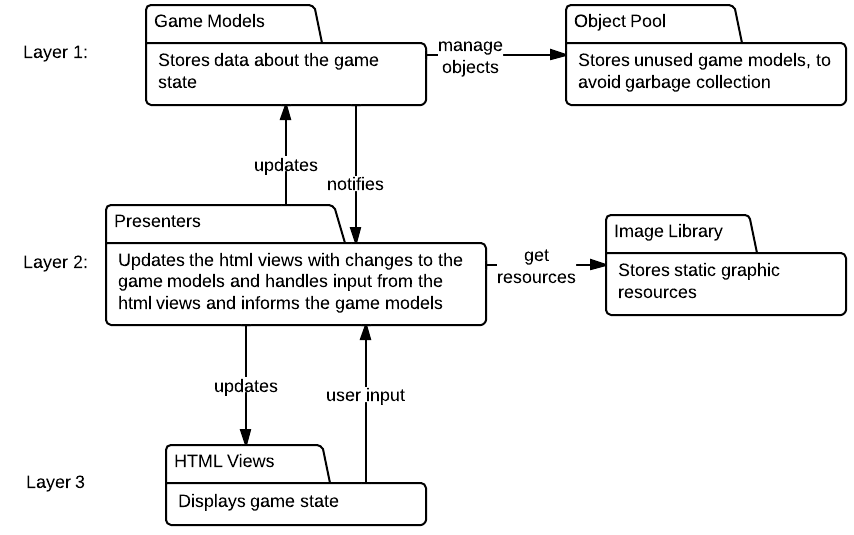 Game Models
Object Pool
Layer 1:
Stores data about the game
state
manage
objects
Stores unused game models, to
avoid garbage collection
updates
notifies
Presenters
Image Library
Layer 2:
Updates the html views with changes to the
game models and handles input from the
html views and informs the game models
get
resources
Stores static graphic
resources
updates
user input
HTML Views
Layer 3
Displays game state